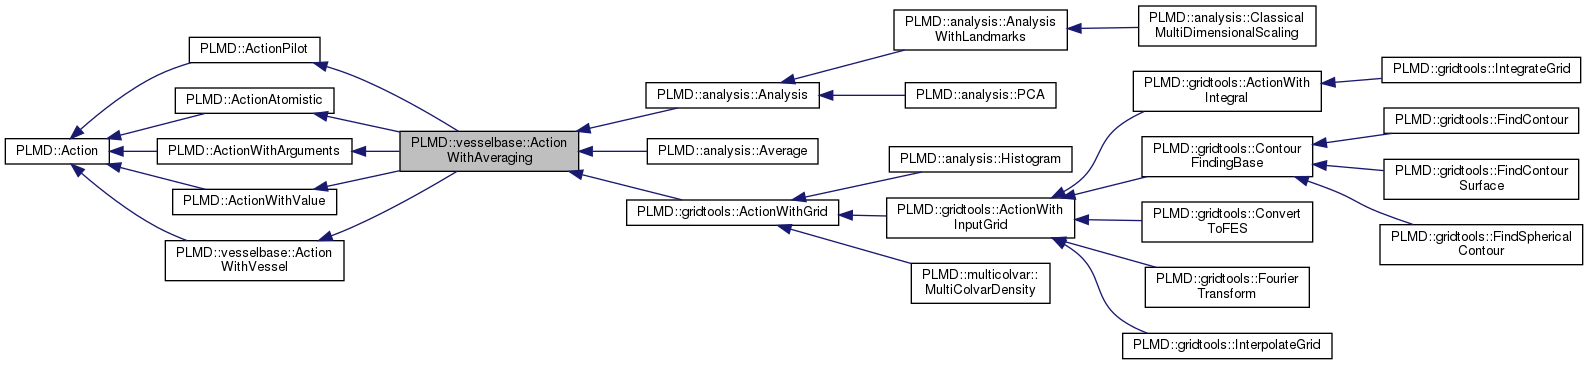 PLMD::Action
PLMD::ActionPilot
PLMD::ActionAtomistic
PLMD::ActionWithArguments
PLMD::ActionWithValue
PLMD::vesselbase::Action
WithVessel
PLMD::vesselbase::Action
WithAveraging
PLMD::analysis::Analysis
PLMD::analysis::Average
PLMD::gridtools::ActionWithGrid
PLMD::analysis::Analysis
WithLandmarks
PLMD::analysis::PCA
PLMD::analysis::Histogram
PLMD::gridtools::ActionWith
InputGrid
PLMD::multicolvar::
MultiColvarDensity
PLMD::analysis::Classical
MultiDimensionalScaling
PLMD::gridtools::ActionWith
Integral
PLMD::gridtools::Contour
FindingBase
PLMD::gridtools::Convert
ToFES
PLMD::gridtools::Fourier
Transform
PLMD::gridtools::InterpolateGrid
PLMD::gridtools::IntegrateGrid
PLMD::gridtools::FindContour
PLMD::gridtools::FindContour
Surface
PLMD::gridtools::FindSpherical
Contour